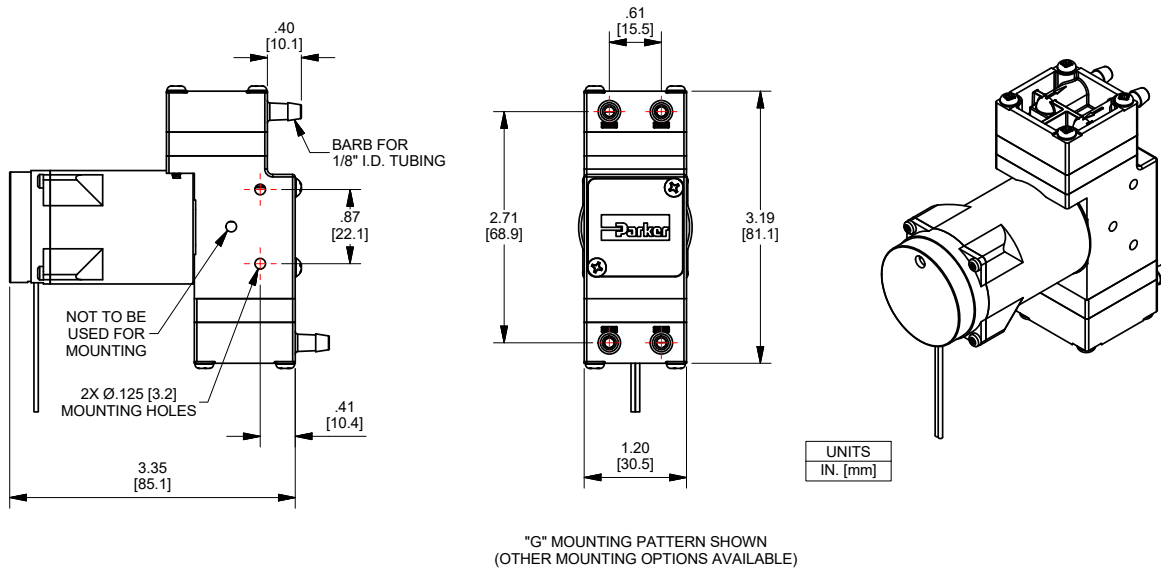 .40
[10.1]
BARB FOR
1/8" I.D. TUBING
.87
[22.1]
NOT TO BE
USED FOR
MOUNTING
2X Ø.125 [3.2]
MOUNTING HOLES
.41
[10.4]
3.35
[85.1]
.61
[15.5]
2.71
[68.9]
Parker
3.19
[81.1]
1.20
[30.5]
UNITS
IN. [mm]
"G" MOUNTING PATTERN SHOWN
(OTHER MOUNTING OPTIONS AVAILABLE)